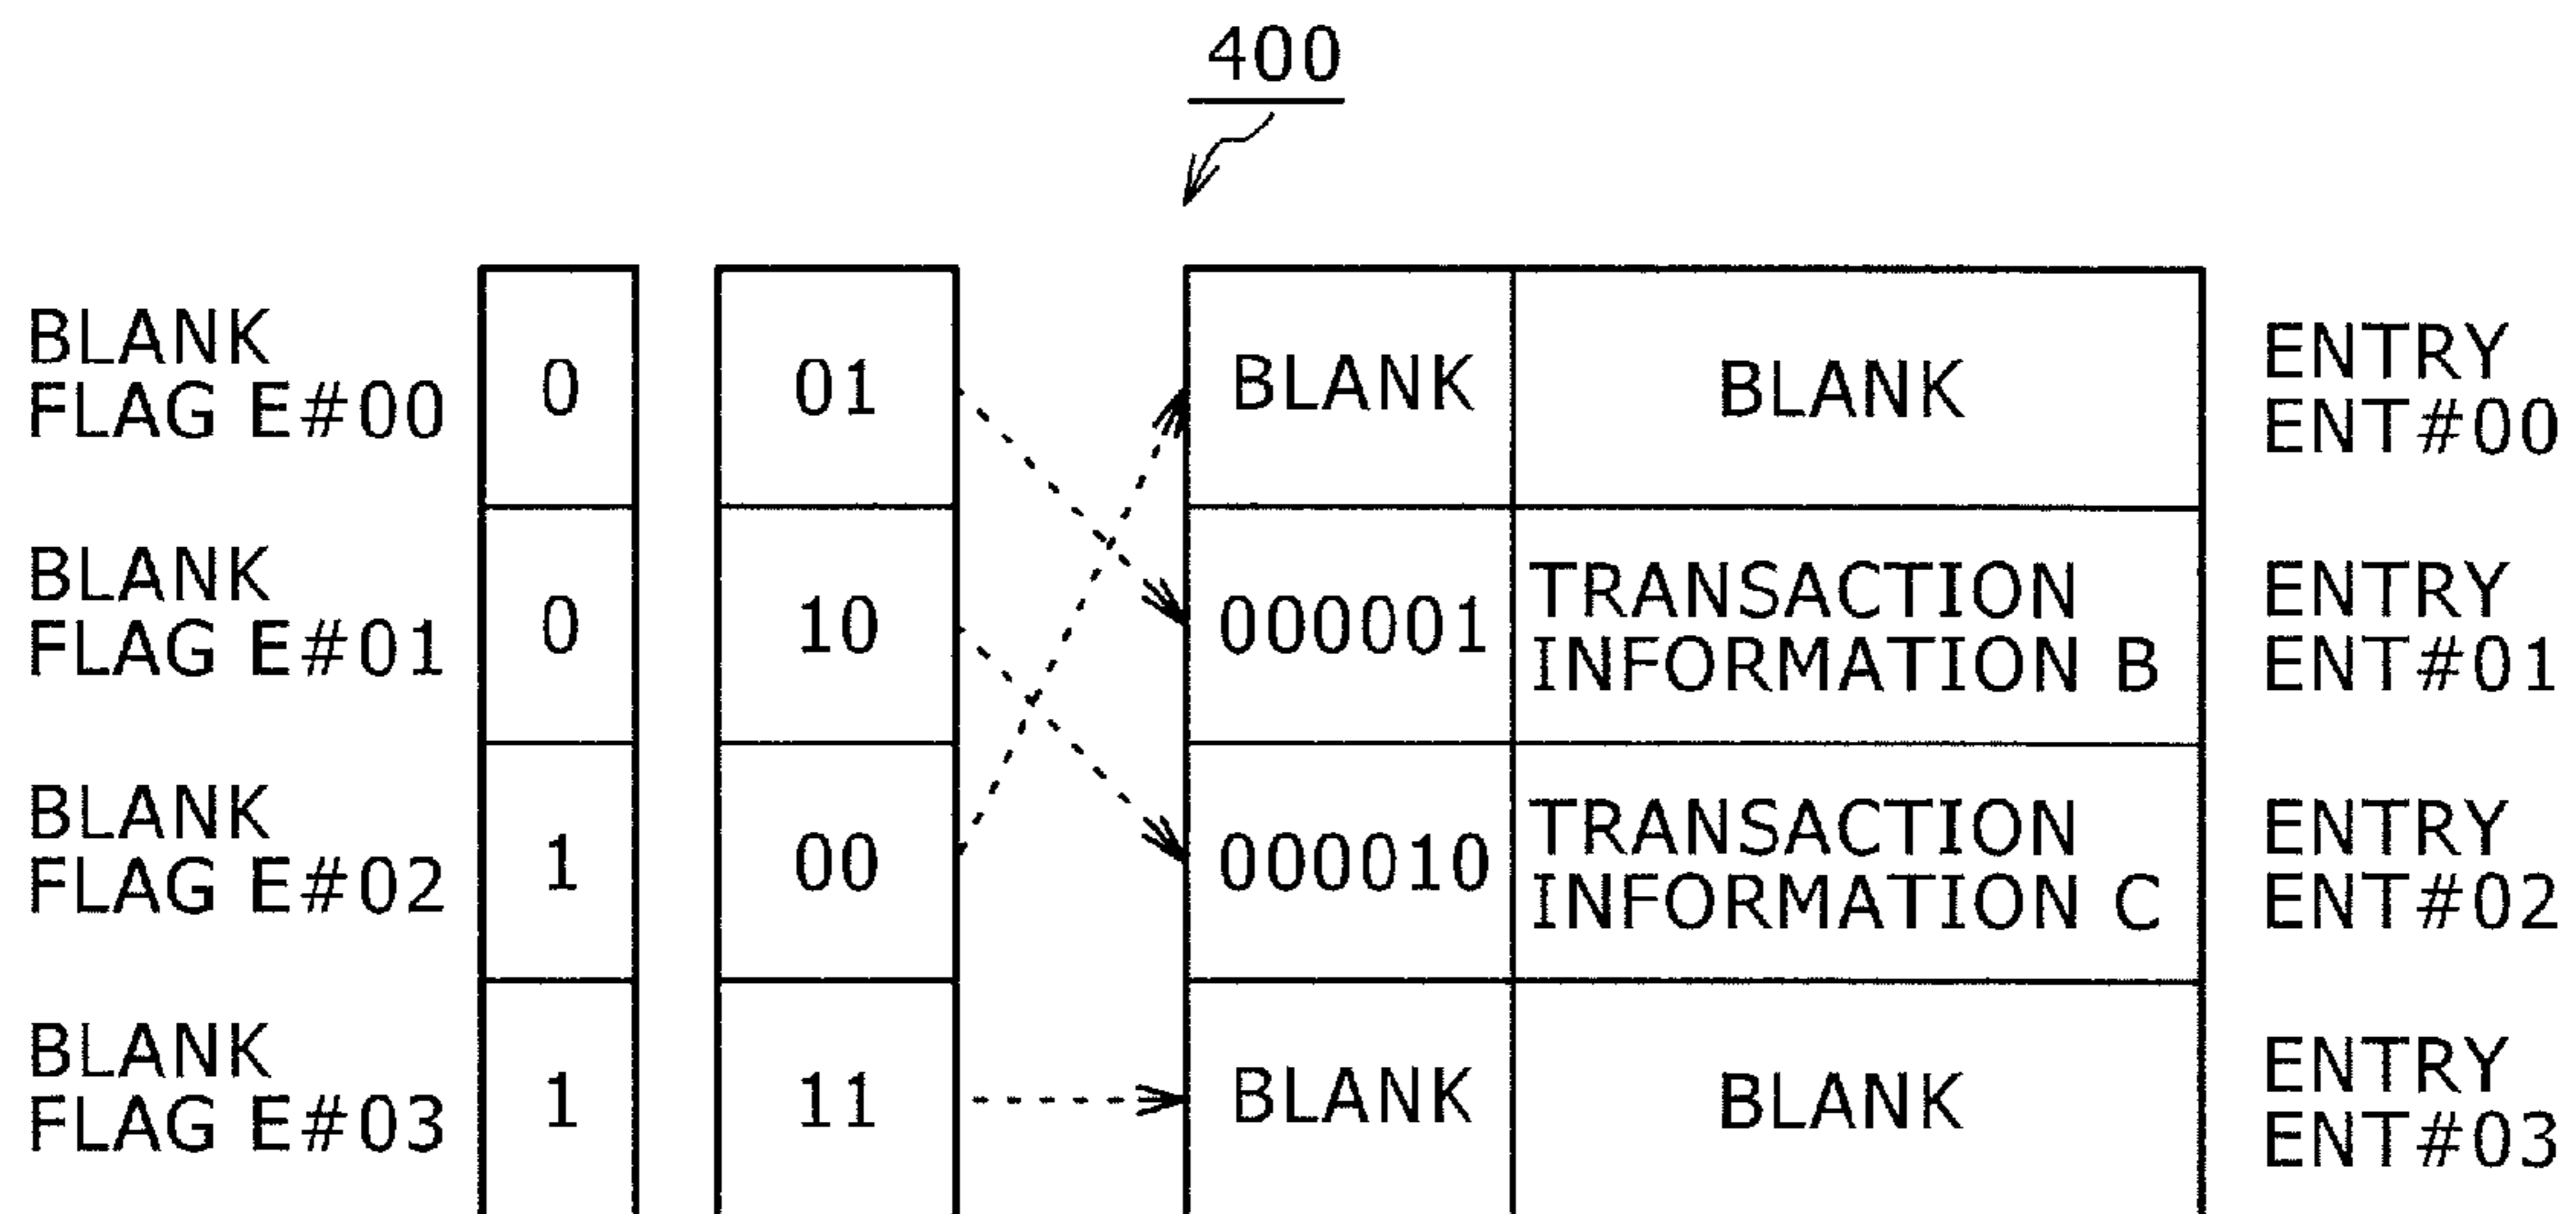 400
BLANK
FLAG E#00
0
01
BLANK
BLANK
ENTRY
ENT#00
BLANK
FLAG E#01
0
10
000001
TRANSACTION
INFORMATION B
ENTRY
ENT#01
BLANK
FLAG E#02
1
00
000010
TRANSACTION
INFORMATION C
ENTRY
ENT#02
BLANK
FLAG E#03
1
11
BLANK
BLANK
ENTRY
ENT#03